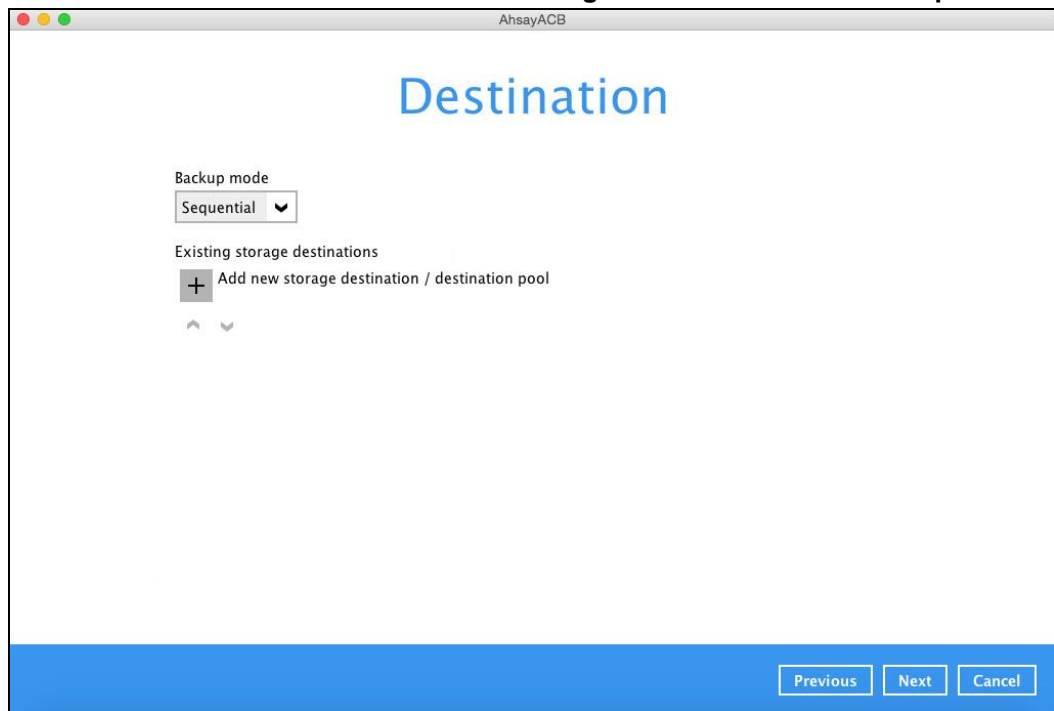 AhsayACB
Destination
Backup mode
Sequential
Existing storage destinations
+ Add new storage destination / destination pool
Previous Next Cancel